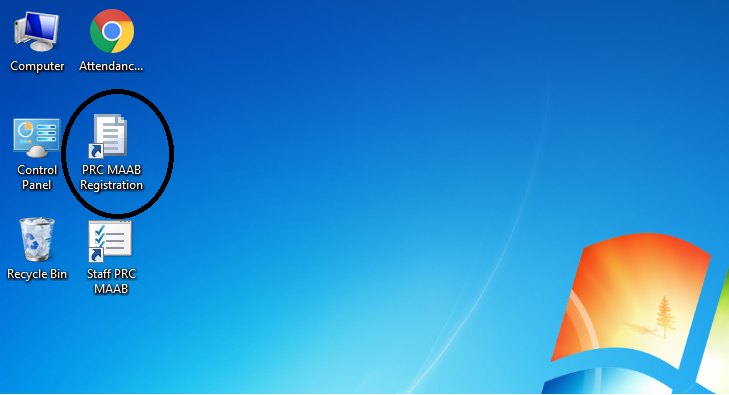 Computer
Attendanc...
Control
Panel
PRC MAAB
Registration
Recycle Bin
Staff PRC
MAAB